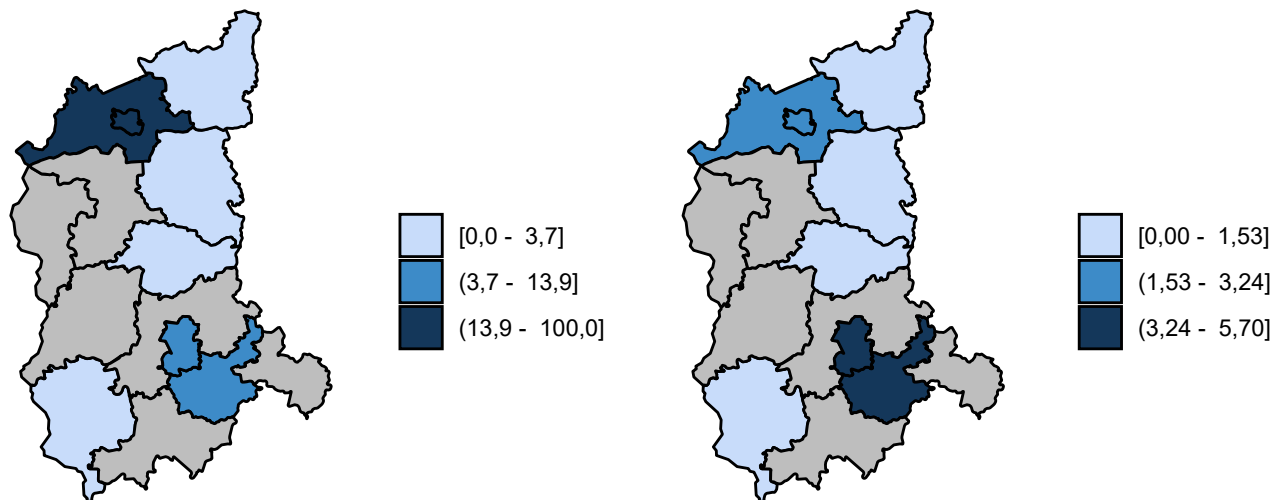 [0,0 - 3,7]
(3,7 - 13,9]
(13,9 - 100,0]
[0,00 - 1,53]
(1,53 - 3,24]
(3,24 - 5,70]